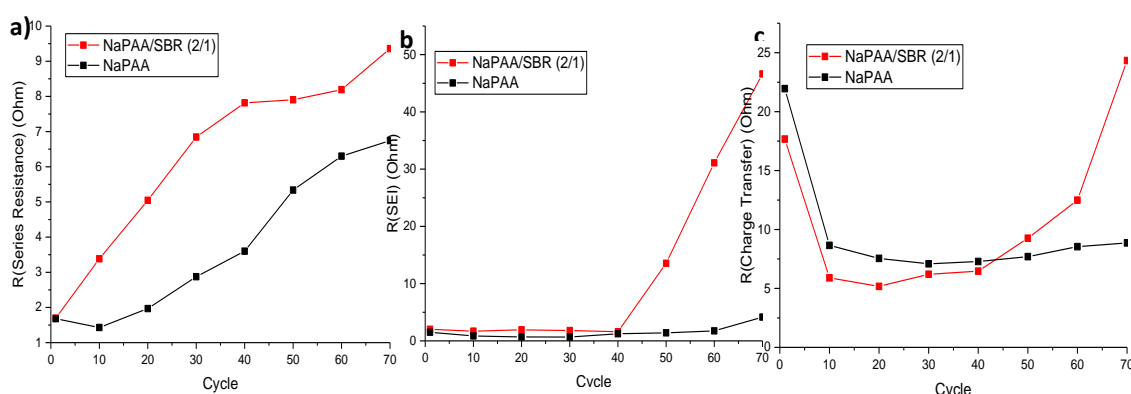 a)
NaPAA/SBR (2/1)
NaPAA
R(Series Resistance) (Ohm)
10
9
8
7
6
5
4
3
2
1
0 10 20 30 40 50 60 70
Cycle
b
NaPAA/SBR (2/1)
NaPAA
R(SEI) (Ohm)
50
40
30
20
10
0
0 10 20 30 40 50 60 70
Cycle
c
NaPAA/SBR (2/1)
NaPAA
R(Charge Transfer) (Ohm)
25
20
15
10
5
0
0 10 20 30 40 50 60 70
Cycle